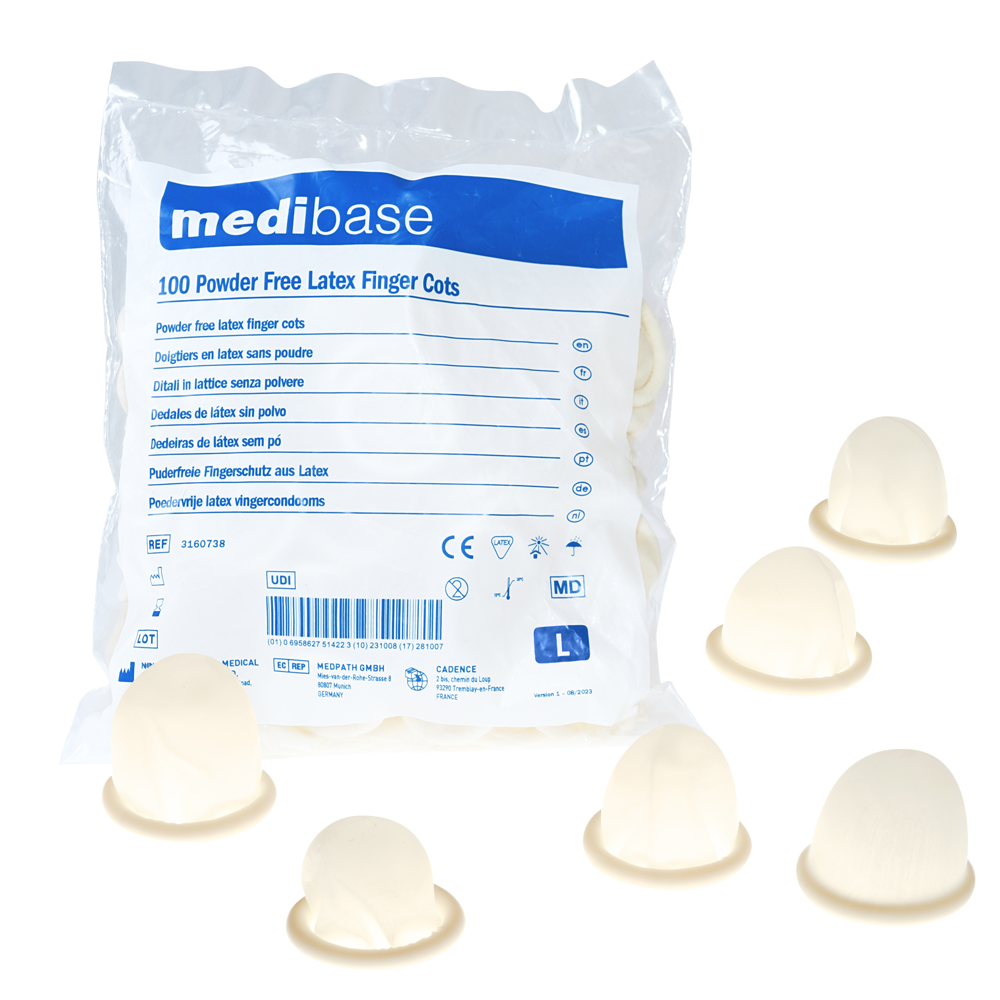 medibase
100 Powder Free Latex Finger Cots
Powder free latex finger cots
en
Doigtiers en latex sans poudre
fr
Ditali in lattice senza polvere
it
Dedales de látex sin polvo
es
Dedeiras de látex sem pó
pt
Puderfreie Fingerschutz aus Latex
de
Poedervrije latex vingercondooms
nl
REF 3160738
CE LATEX
UDI
2
10°C 30°C
MD
(01) 0 6958627 51422 3 (10) 231008 (17) 281007
LOT
L
MEDICAL
EC REP MEDPATH GMBH
Mies-van-der-Rohe-Strasse 8
80807 Munich
GERMANY
CADENCE
2 bis, chemin du Loup
93290 Tremblay-en-France
FRANCE
Version 1 - 08/2023